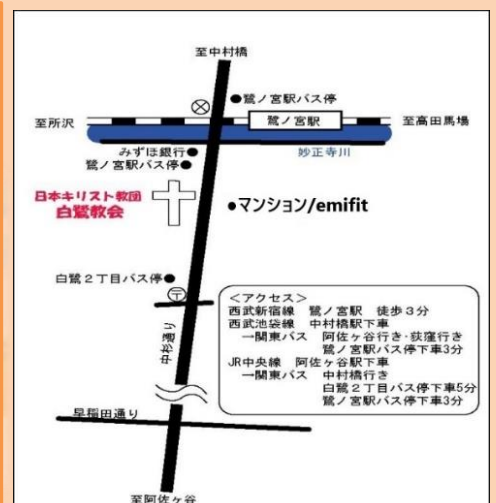 至中村橋
●鷺ノ宮駅バス停
至所沢
鷺ノ宮駅
至高田馬場
みずほ銀行●
妙正寺川
鷺ノ宮駅バス停●
日本キリスト教団
白鷺教会
●マンション/emifit
白鷺2丁目バス停●
〒
中杉通り
<アクセス>
西武新宿線 鷺ノ宮駅 徒歩3分
西武池袋線 中村橋駅下車
→関東バス 阿佐ヶ谷行き・荻窪行き
鷺ノ宮駅バス停下車3分
JR中央線 阿佐ヶ谷駅下車
→関東バス 中村橋行き
白鷺2丁目バス停下車5分
鷺ノ宮駅バス停下車3分
早稲田通り
至阿佐ヶ谷